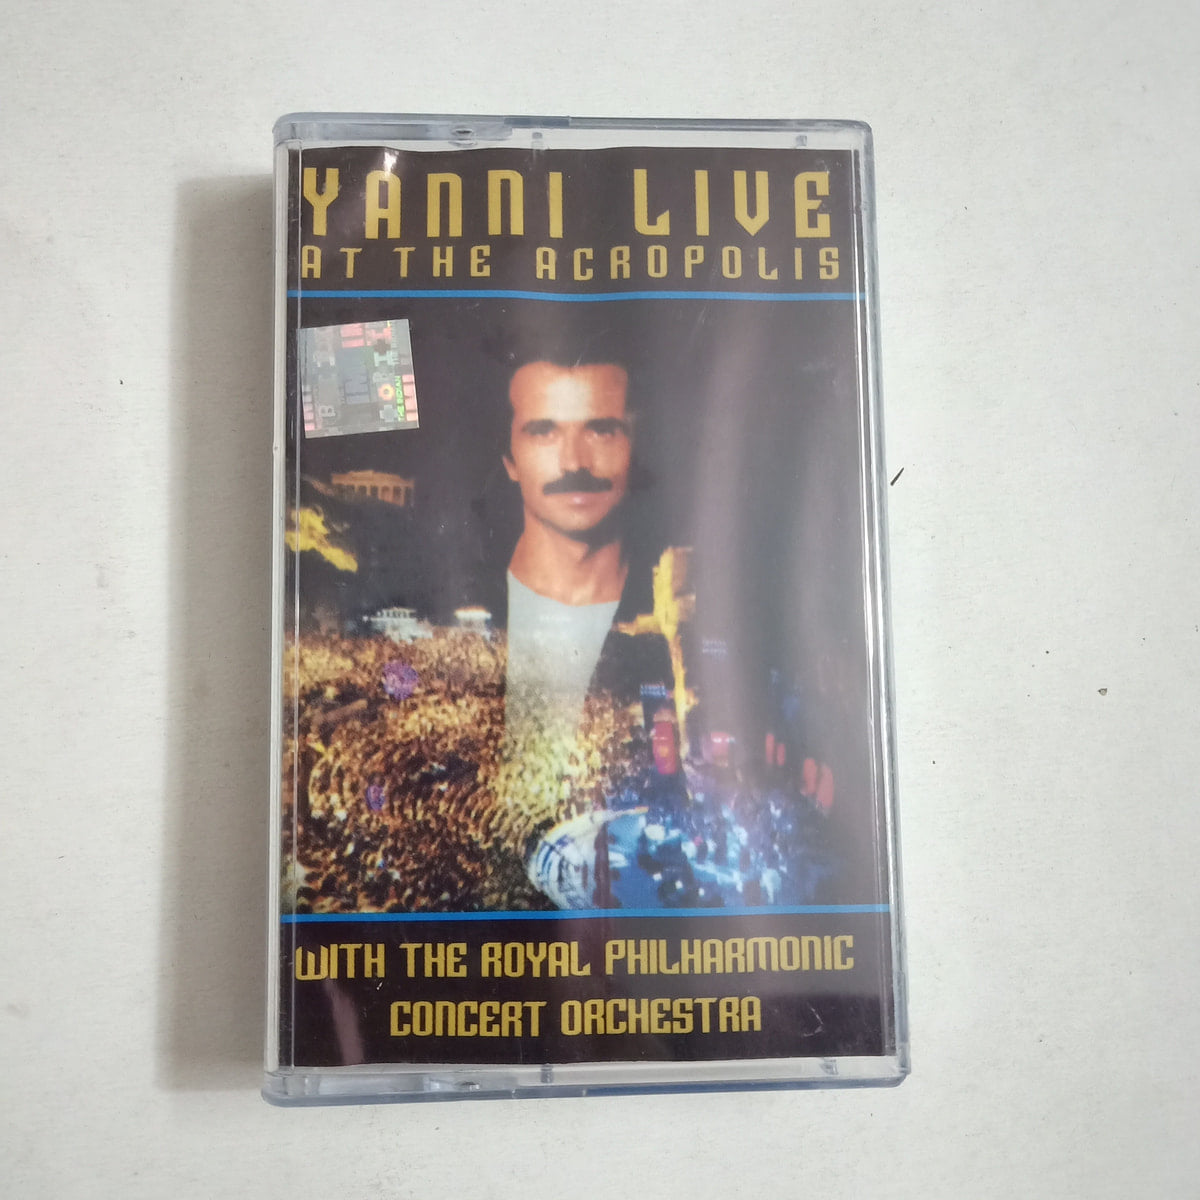 YANNI LIVE
AT THE ACROPOLIS
WITH THE ROYAL PHILHARMONIC
CONCERT ORCHESTRA